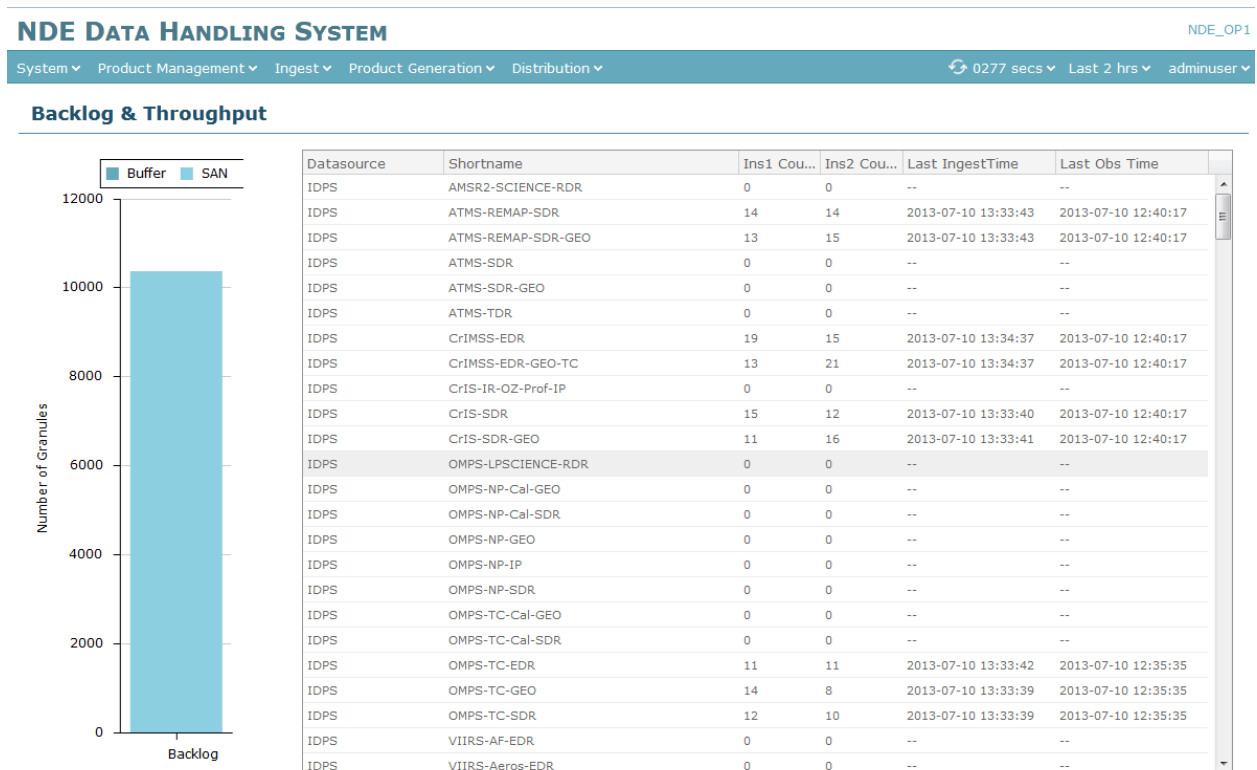 NDE DATA HANDLING SYSTEM
NDE_OP1
System Product Management Ingest Product Generation Distribution 0277 secs Last 2 hrs adminuser
Backlog & Throughput
Buffer SAN
12000
10000
8000
6000
4000
2000
0
Number of Granules
Backlog
Datasource Shortname Ins1 Cou... Ins2 Cou... Last IngestTime Last Obs Time
IDPS AMSR2-SCIENCE-RDR 0 0 -- --
IDPS ATMS-REMAP-SDR 14 14 2013-07-10 13:33:43 2013-07-10 12:40:17
IDPS ATMS-REMAP-SDR-GEO 13 15 2013-07-10 13:33:43 2013-07-10 12:40:17
IDPS ATMS-SDR 0 0 -- --
IDPS ATMS-SDR-GEO 0 0 -- --
IDPS ATMS-TDR 0 0 -- --
IDPS CrIMSS-EDR 19 15 2013-07-10 13:34:37 2013-07-10 12:40:17
IDPS CrIMSS-EDR-GEO-TC 13 21 2013-07-10 13:34:37 2013-07-10 12:40:17
IDPS CrIS-IR-OZ-Prof-IP 0 0 -- --
IDPS CrIS-SDR 15 12 2013-07-10 13:33:40 2013-07-10 12:40:17
IDPS CrIS-SDR-GEO 11 16 2013-07-10 13:33:41 2013-07-10 12:40:17
IDPS OMPS-LPSCIENCE-RDR 0 0 -- --
IDPS OMPS-NP-Cal-GEO 0 0 -- --
IDPS OMPS-NP-Cal-SDR 0 0 -- --
IDPS OMPS-NP-GEO 0 0 -- --
IDPS OMPS-NP-IP 0 0 -- --
IDPS OMPS-NP-SDR 0 0 -- --
IDPS OMPS-TC-Cal-GEO 0 0 -- --
IDPS OMPS-TC-Cal-SDR 0 0 -- --
IDPS OMPS-TC-EDR 11 11 2013-07-10 13:33:42 2013-07-10 12:35:35
IDPS OMPS-TC-GEO 14 8 2013-07-10 13:33:39 2013-07-10 12:35:35
IDPS OMPS-TC-SDR 12 10 2013-07-10 13:33:39 2013-07-10 12:35:35
IDPS VIIRS-AF-EDR 0 0 -- --
IDPS VIIRS-Aeros-EDR 0 0 -- --